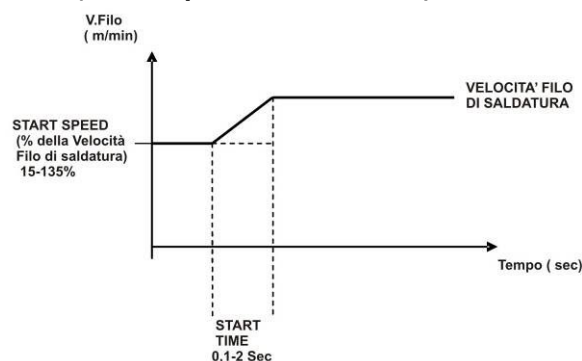 V.Filo
( m/min)
VELOCITA' FILO
DI SALDATURA
START SPEED
(% della Velocità
Filo di saldatura)
15-135%
Tempo ( sec)
START
TIME
0.1-2 Sec